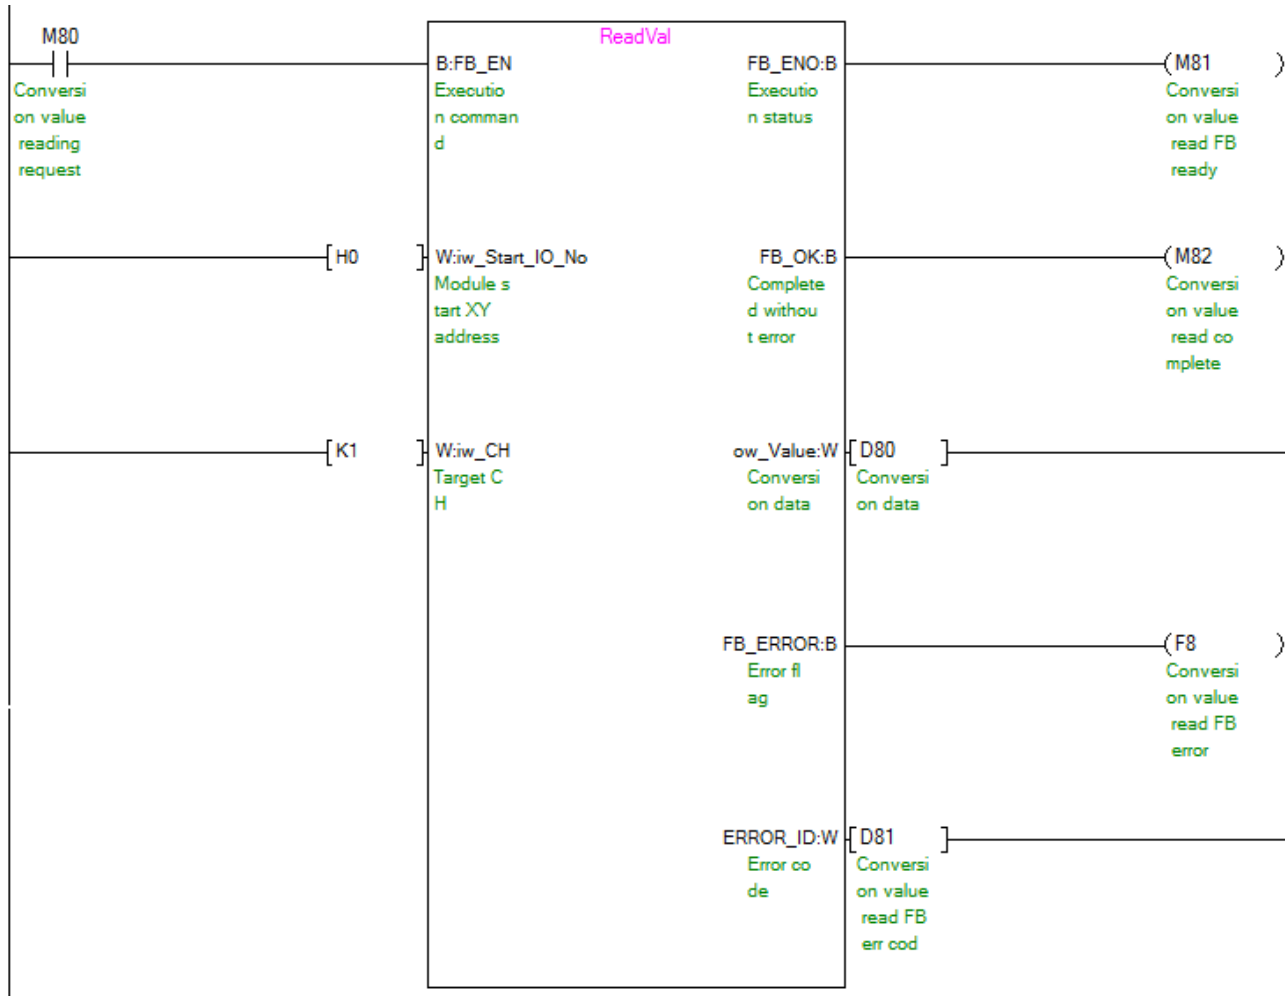 M80
ReadVal
B:FB_EN
FB_ENO:B
(M81 )
Conversi
on value
reading
request
Executio
n comman
d
Executio
n status
Conversi
on value
read FB
ready
[H0 ]
W:iw_Start_IO_No
FB_OK:B
(M82 )
Module s
tart XY
address
Complete
d withou
t error
Conversi
on value
read co
mplete
[K1 ]
W:iw_CH
ow_Value:W
[D80 ]
Target C
H
Conversi
on data
Conversi
on data
FB_ERROR:B
(F8 )
Error fl
ag
Conversi
on value
read FB
error
ERROR_ID:W
[D81 ]
Error co
de
Conversi
on value
read FB
err cod